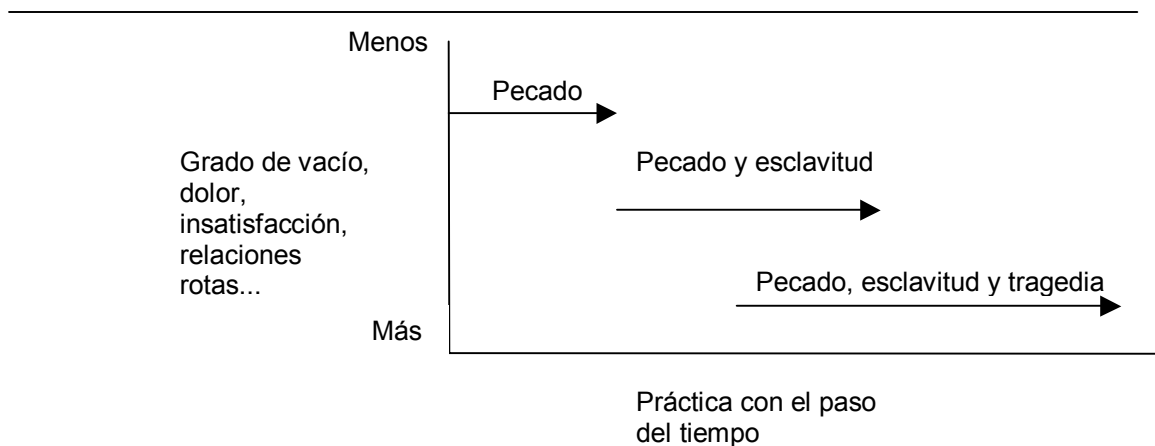 Menos
Pecado
Grado de vacío,
dolor,
insatisfacción,
relaciones
rotas...
Pecado y esclavitud
Pecado, esclavitud y tragedia
Más
Práctica con el paso
del tiempo